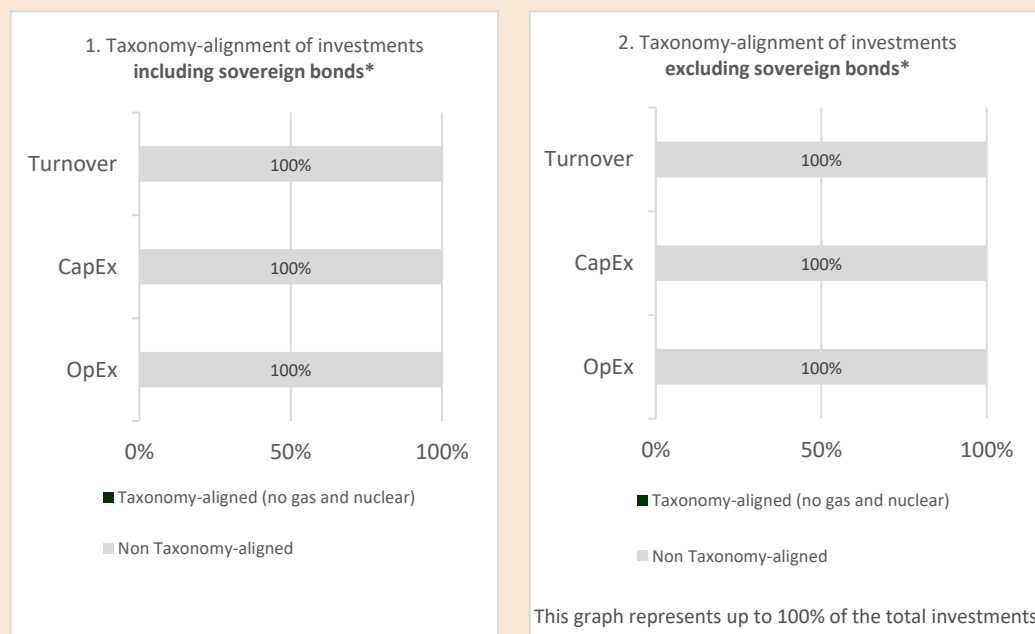 1. Taxonomy-alignment of investments
including sovereign bonds*
Turnover
100%
CapEx
100%
OpEx
100%
0%
50%
100%
Taxonomy-aligned (no gas and nuclear)
Non Taxonomy-aligned
2. Taxonomy-alignment of investments
excluding sovereign bonds*
Turnover
100%
CapEx
100%
OpEx
100%
0%
50%
100%
Taxonomy-aligned (no gas and nuclear)
Non Taxonomy-aligned
This graph represents up to 100% of the total investments